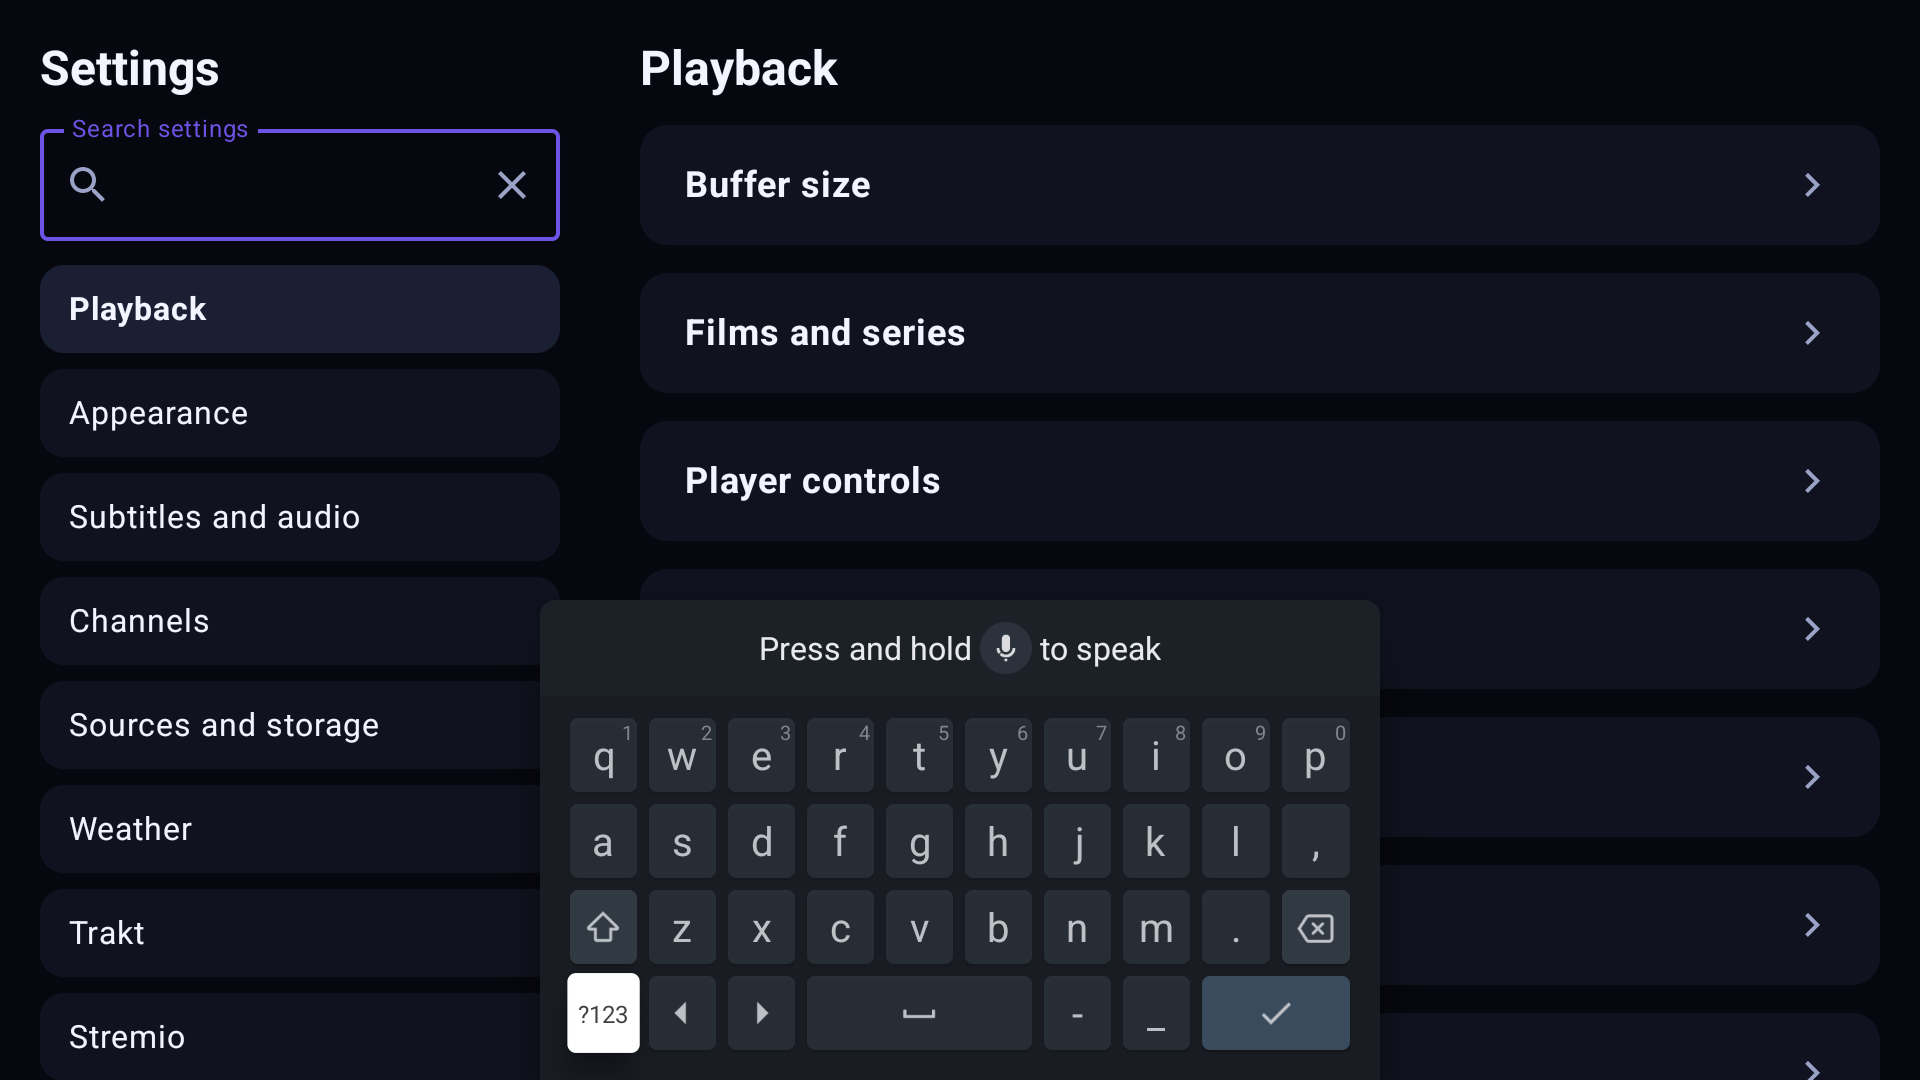 Settings
Search settings
Playback
Appearance
Subtitles and audio
Channels
Sources and storage
Weather
Trakt
Stremio
Playback
Buffer size
Films and series
Player controls
Press and hold to speak
q 1 w 2 e 3 r 4 t 5 y 6 u 7 i 8 o 9 p 0
a s d f g h j k l ,
z x c v b n m .
?123 - _